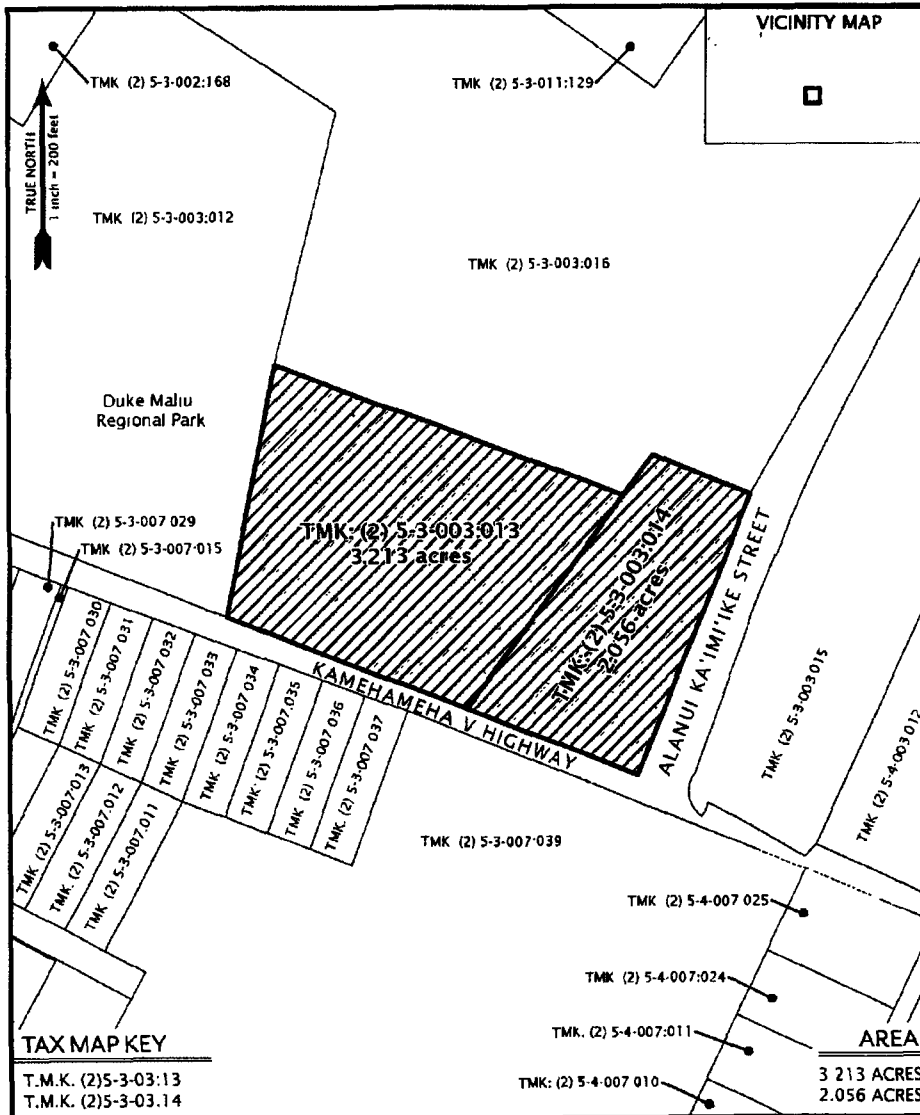 VICINITY MAP
TMK (2) 5-3-002:168
TMK (2) 5-3-011:129
TRUE NORTH
1 inch = 200 feet
TMK (2) 5-3-003:012
TMK (2) 5-3-003:016
Duke Maliu
Regional Park
TMK (2) 5-3-007 029
TMK (2) 5-3-007·015
TMK: (2) 5-3-003:013
3.213 acres
TMK: (2) 5-3-003:014
2.056 acres
ALANUI KA'IMI'IKE STREET
KAMEHAMEHA V HIGHWAY
TMK (2) 5-3-007 030
TMK (2) 5-3-007 031
TMK (2) 5-3-007 032
TMK (2) 5-3-007 033
TMK (2) 5-3-007 034
TMK· (2) 5-3-007.035
TMK (2) 5-3-007 036
TMK. (2) 5-3-007 037
TMK (2) 5-3-003 015
TMK (2) 5-4-003 012
TMK (2) 5-3-007·013
TMK. (2) 5-3-007.012
TMK (2) 5-3-007.011
TMK (2) 5-3-007·039
TMK (2) 5-4-007 025
TMK (2) 5-4-007:024
TMK. (2) 5-4-007:011
TMK: (2) 5-4-007 010
TAX MAP KEY
T.M.K. (2)5-3-03:13
T.M.K. (2)5-3-03.14
AREA
3 213 ACRES
2.056 ACRES